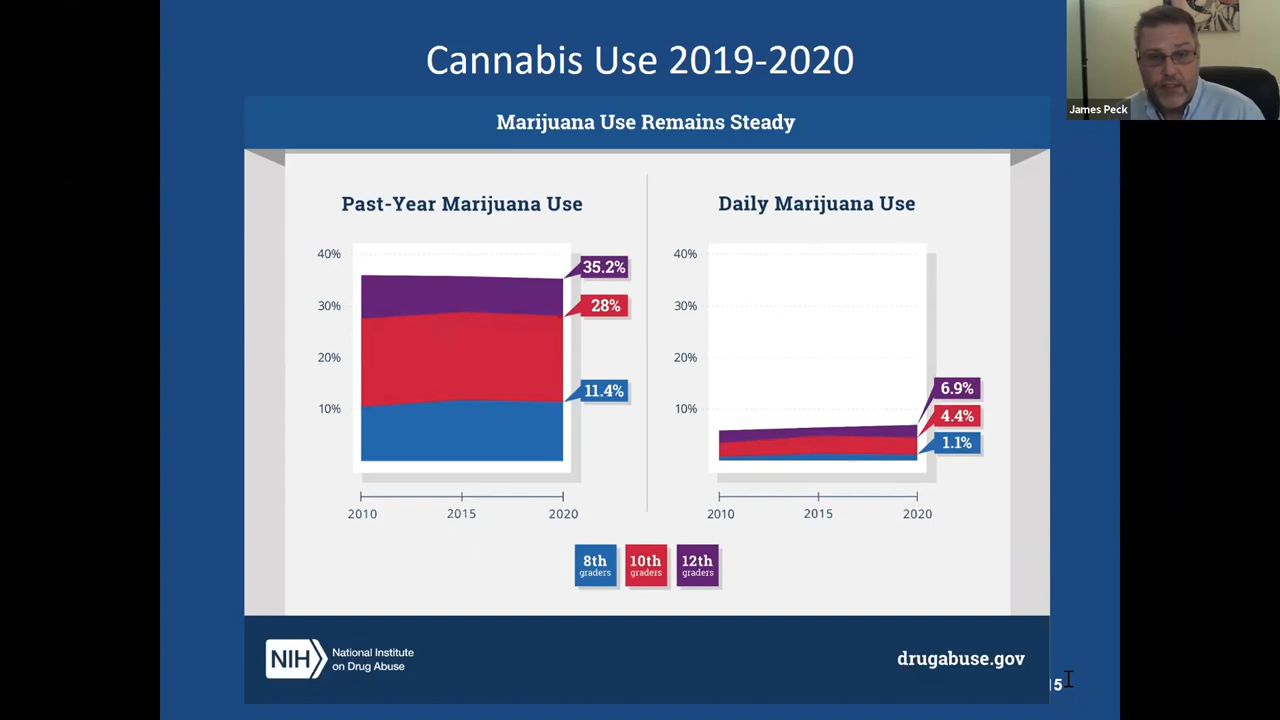 Cannabis Use 2019-2020
James Peck
Marijuana Use Remains Steady
Past-Year Marijuana Use
40%
30%
20%
10%
35.2%
28%
11.4%
2010 2015 2020
Daily Marijuana Use
40%
30%
20%
10%
6.9%
4.4%
1.1%
2010 2015 2020
8th
graders
10th
graders
12th
graders
NIH
National Institute
on Drug Abuse
drugabuse.gov
15